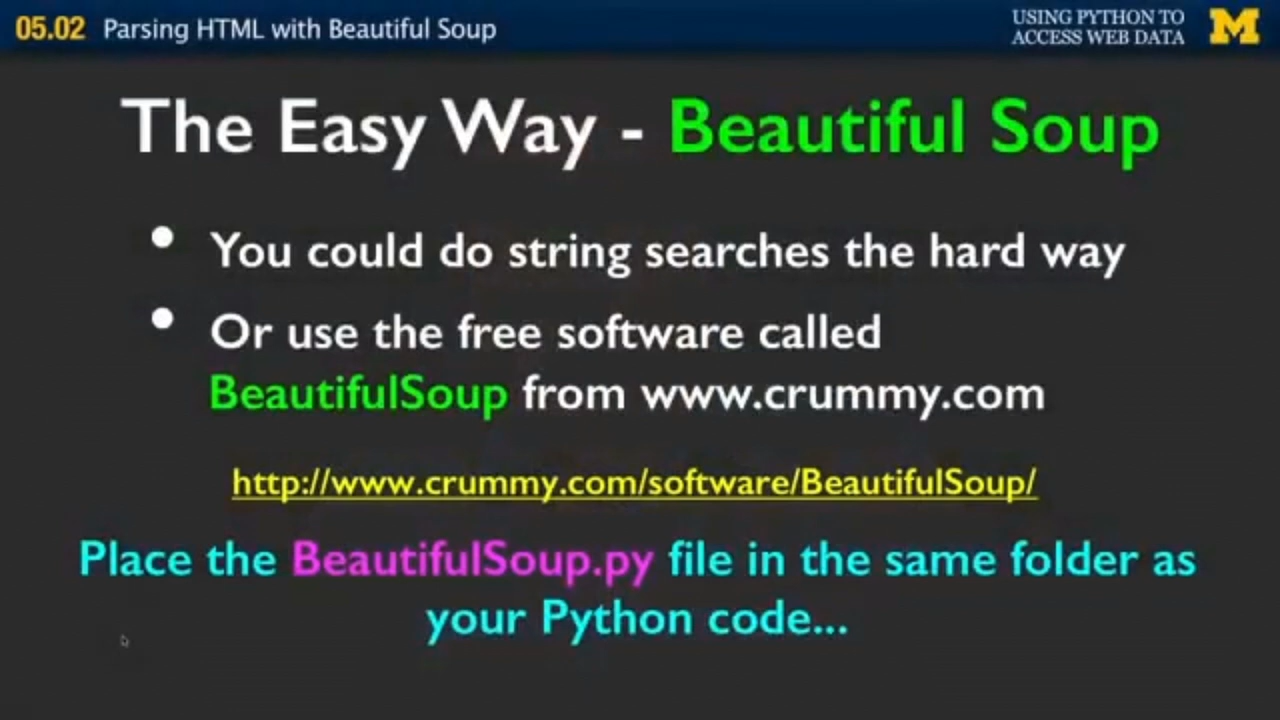 05.02 Parsing HTML with Beautiful Soup
USING PYTHON TO
ACCESS WEB DATA
M
The Easy Way - Beautiful Soup
• You could do string searches the hard way
• Or use the free software called
BeautifulSoup from www.crummy.com
http://www.crummy.com/software/BeautifulSoup/
Place the BeautifulSoup.py file in the same folder as
your Python code...